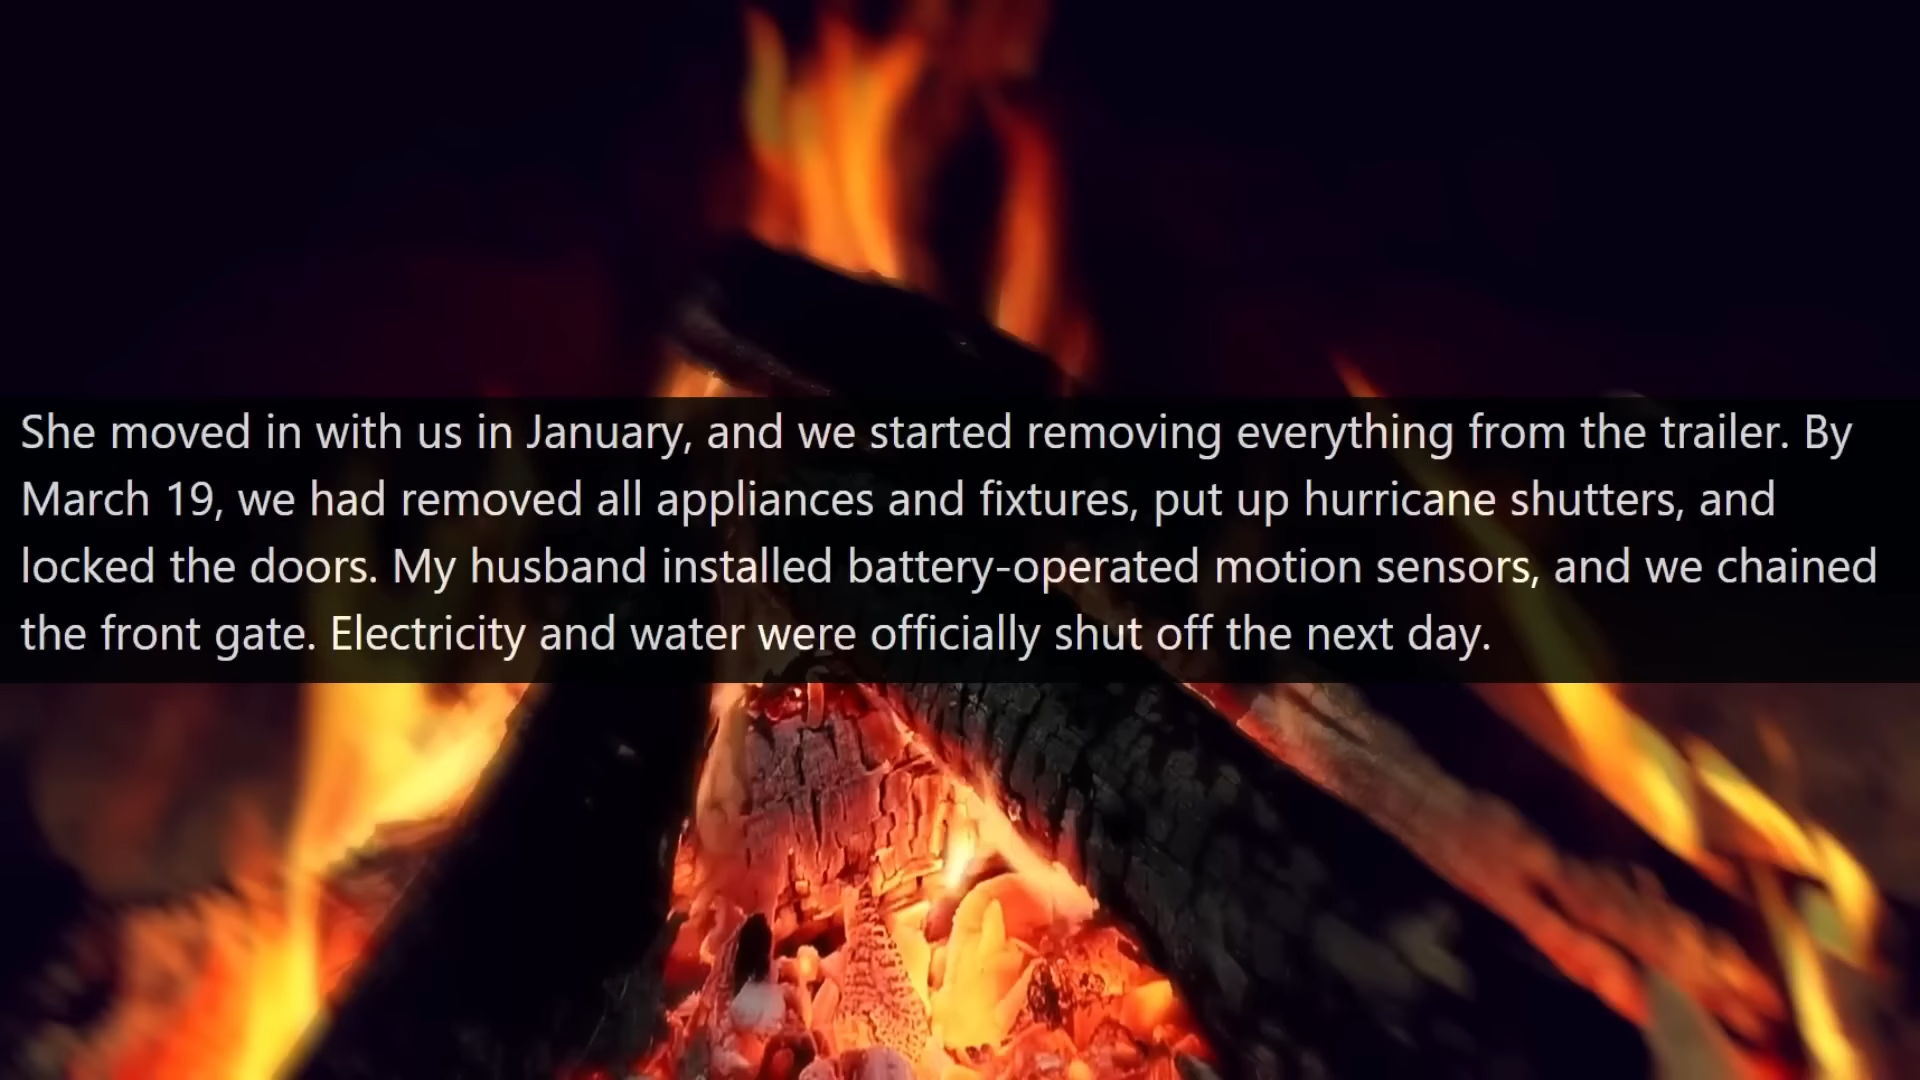 She moved in with us in January, and we started removing everything from the trailer. By
March 19, we had removed all appliances and fixtures, put up hurricane shutters, and
locked the doors. My husband installed battery-operated motion sensors, and we chained
the front gate. Electricity and water were officially shut off the next day.